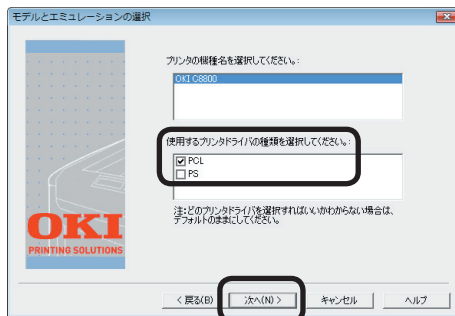 モデルとエミュレーションの選択
プリンタの機種名を選択してください。:
OKI C8800
使用するプリンタドライバの種類を選択してください。:
PCL
PS
注:どのプリンタドライバを選択すればいいかわからない場合は、
デフォルトのままにしてください。
OKI
PRINTING SOLUTIONS
< 戻る(B)
次へ(N) >
キャンセル
ヘルプ